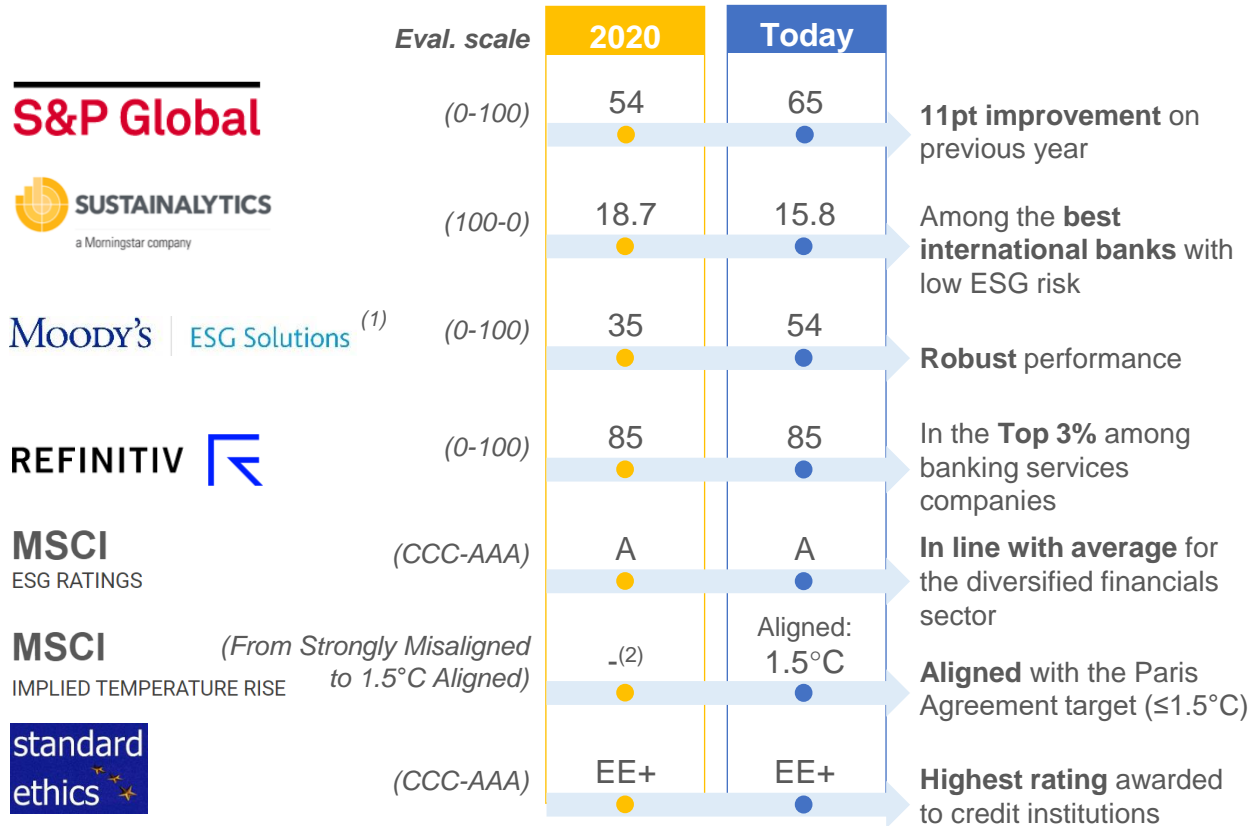 Eval. scale 2020 Today
S&P Global (0-100) 54 65
11pt improvement on
previous year
SUSTAINALYTICS
a Morningstar company
(100-0) 18.7 15.8
Among the best
international banks with
low ESG risk
MOODY'S ESG Solutions (1) (0-100) 35 54
Robust performance
REFINITIV (0-100) 85 85
In the Top 3% among
banking services
companies
MSCI
ESG RATINGS
(CCC-AAA) A A
In line with average for
the diversified financials
sector
MSCI
IMPLIED TEMPERATURE RISE
(From Strongly Misaligned
to 1.5°C Aligned)
-(2)
Aligned:
1.5°C
Aligned with the Paris
Agreement target (≤1.5°C)
standard
ethics
(CCC-AAA) EE+ EE+
Highest rating awarded
to credit institutions